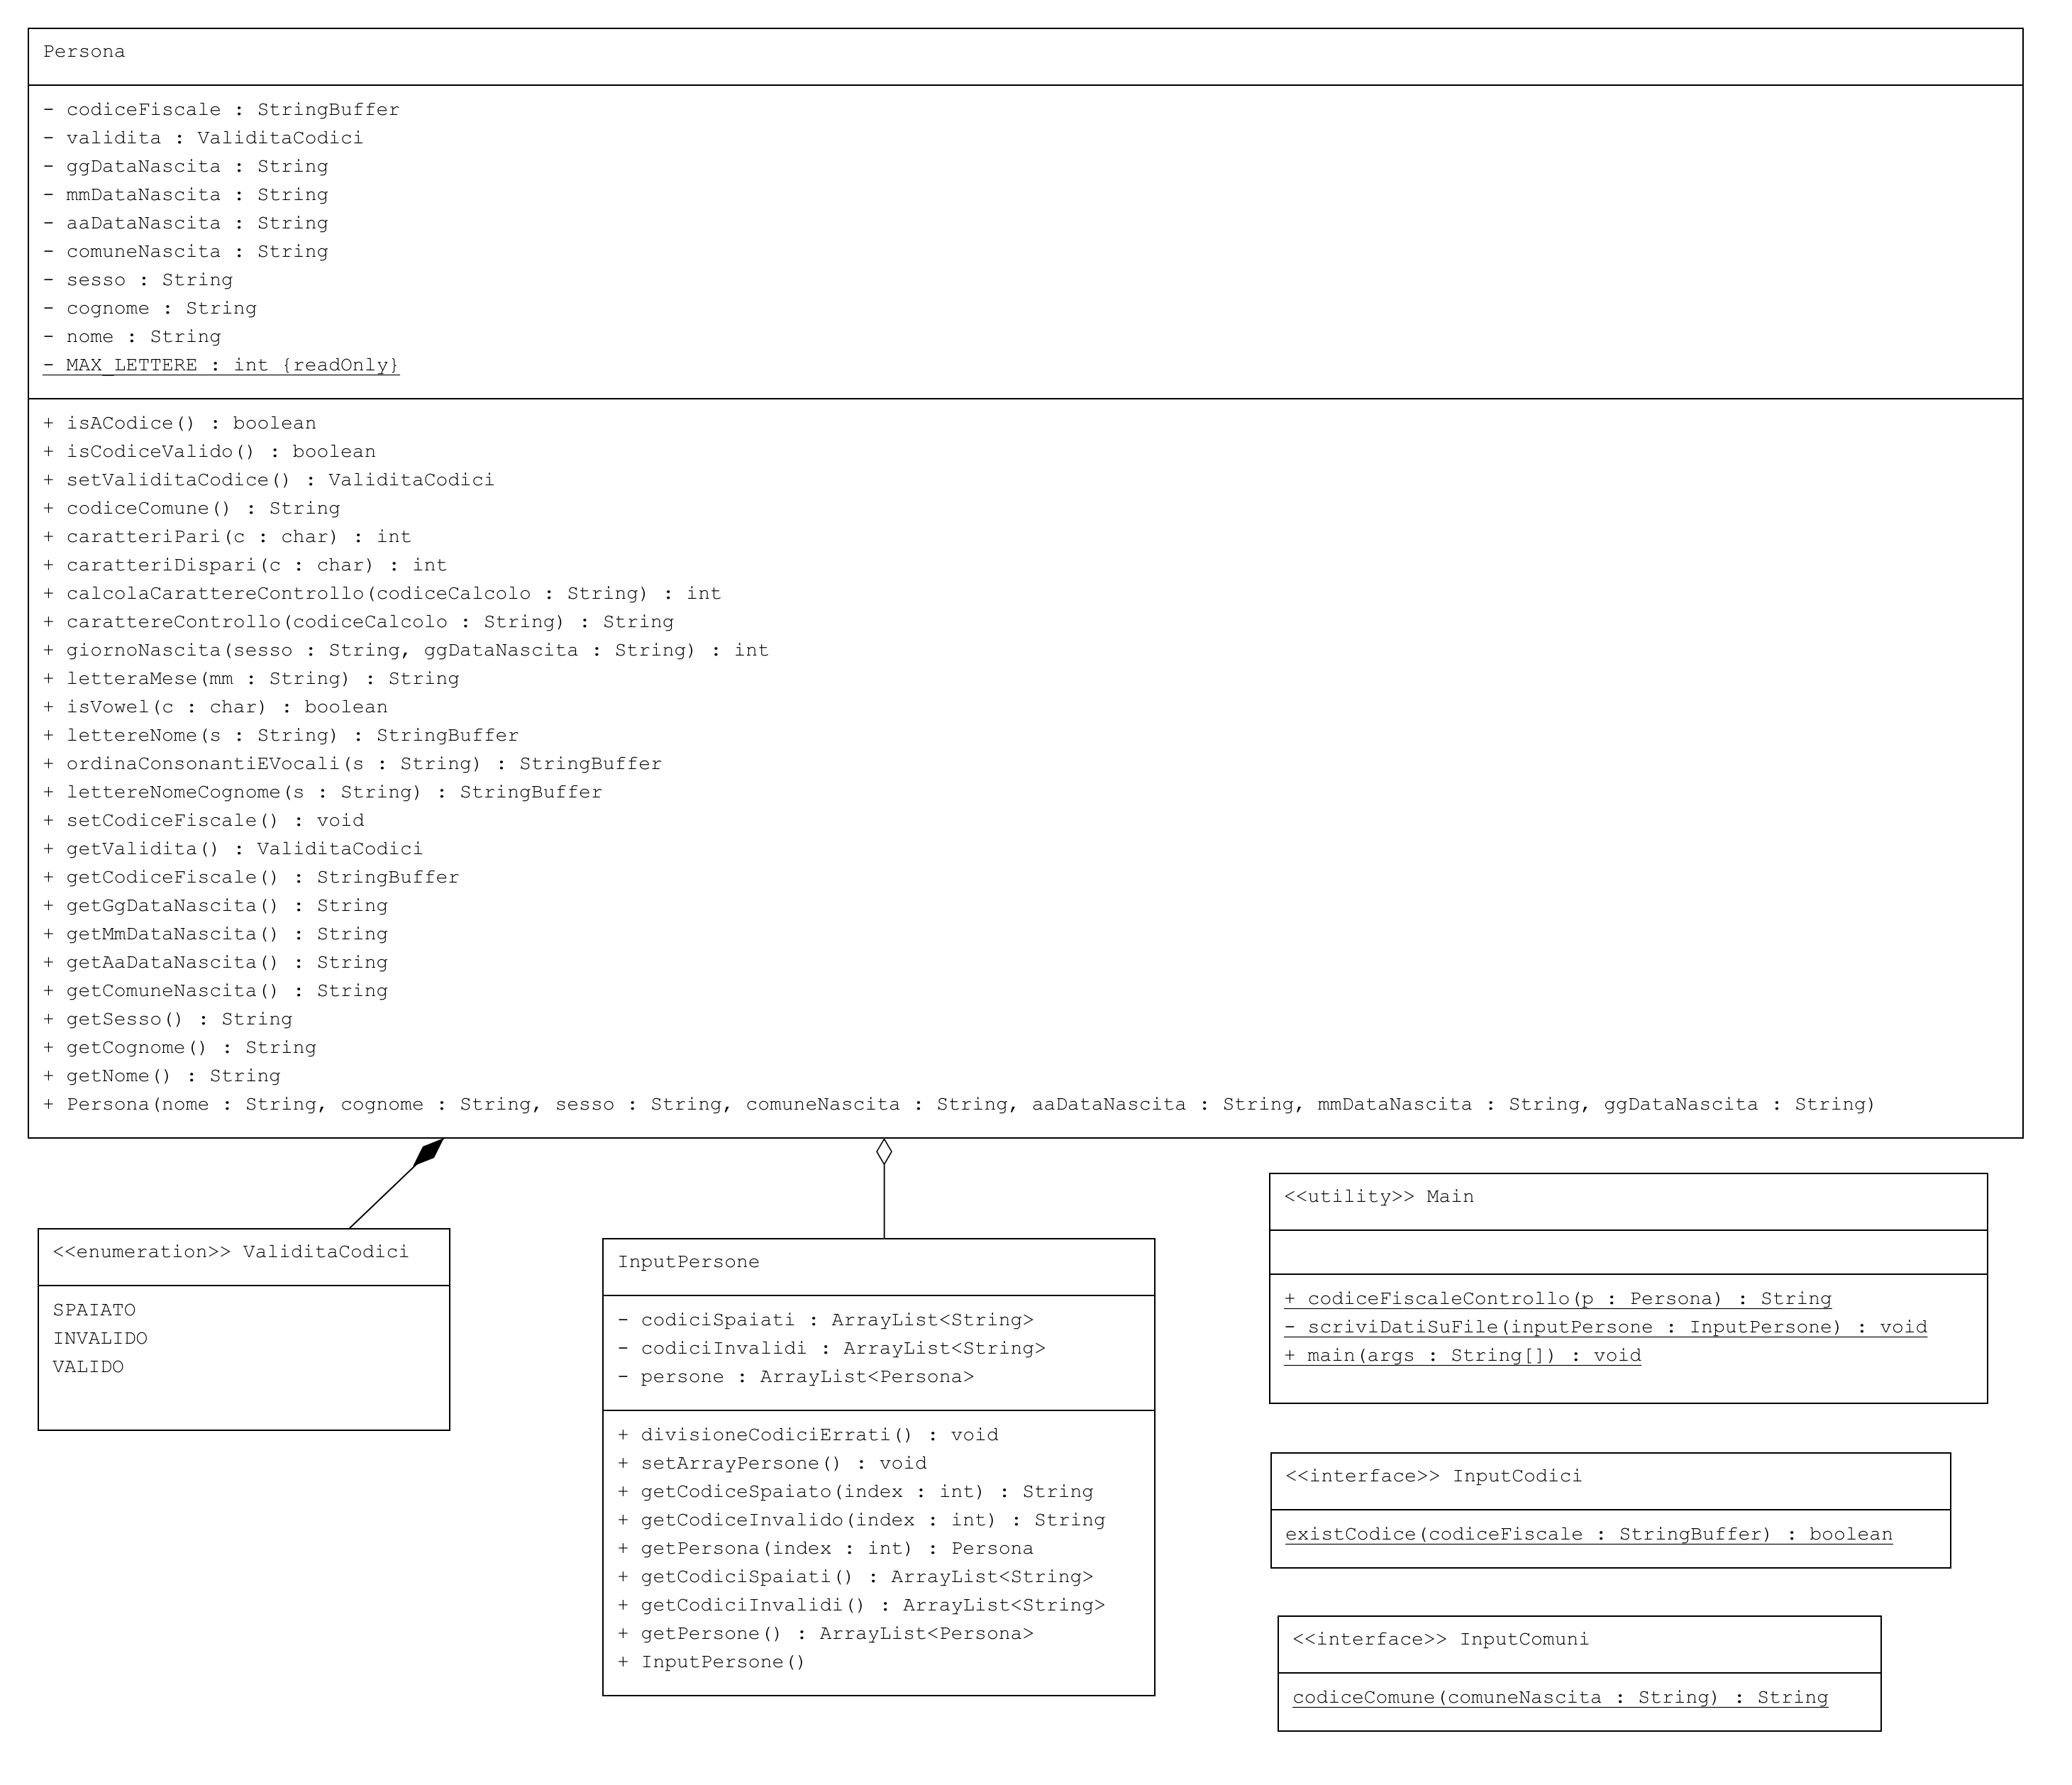 Persona
- codiceFiscale : StringBuffer
- validita : ValiditaCodici
- ggDataNascita : String
- mmDataNascita : String
- aaDataNascita : String
- comuneNascita : String
- sesso : String
- cognome : String
- nome : String
- MAX_LETTERE : int {readOnly}
+ isACodice() : boolean
+ isCodiceValido() : boolean
+ setValiditaCodice() : ValiditaCodici
+ codiceComune() : String
+ caratteriPari(c : char) : int
+ caratteriDispari(c : char) : int
+ calcolaCarattereControllo(codiceCalcolo : String) : int
+ carattereControllo(codiceCalcolo : String) : String
+ giornoNascita(sesso : String, ggDataNascita : String) : int
+ letteraMese(mm : String) : String
+ isVowel(c : char) : boolean
+ lettereNome(s : String) : StringBuffer
+ ordinaConsonantiEVocali(s : String) : StringBuffer
+ lettereNomeCognome(s : String) : StringBuffer
+ setCodiceFiscale() : void
+ getValidita() : ValiditaCodici
+ getCodiceFiscale() : StringBuffer
+ getGgDataNascita() : String
+ getMmDataNascita() : String
+ getAaDataNascita() : String
+ getComuneNascita() : String
+ getSesso() : String
+ getCognome() : String
+ getNome() : String
+ Persona(nome : String, cognome : String, sesso : String, comuneNascita : String, aaDataNascita : String, mmDataNascita : String, ggDataNascita : String)
<<enumeration>> ValiditaCodici
SPAIATO
INVALIDO
VALIDO
InputPersone
- codiciSpaiati : ArrayList<String>
- codiciInvalidi : ArrayList<String>
- persone : ArrayList<Persona>
+ divisioneCodiciErrati() : void
+ setArrayPersone() : void
+ getCodiceSpaiato(index : int) : String
+ getCodiceInvalido(index : int) : String
+ getPersona(index : int) : Persona
+ getCodiciSpaiati() : ArrayList<String>
+ getCodiciInvalidi() : ArrayList<String>
+ getPersone() : ArrayList<Persona>
+ InputPersone()
<<utility>> Main
+ codiceFiscaleControllo(p : Persona) : String
- scriviDatiSuFile(inputPersone : InputPersone) : void
+ main(args : String[]) : void
<<interface>> InputCodici
existCodice(codiceFiscale : StringBuffer) : boolean
<<interface>> InputComuni
codiceComune(comuneNascita : String) : String